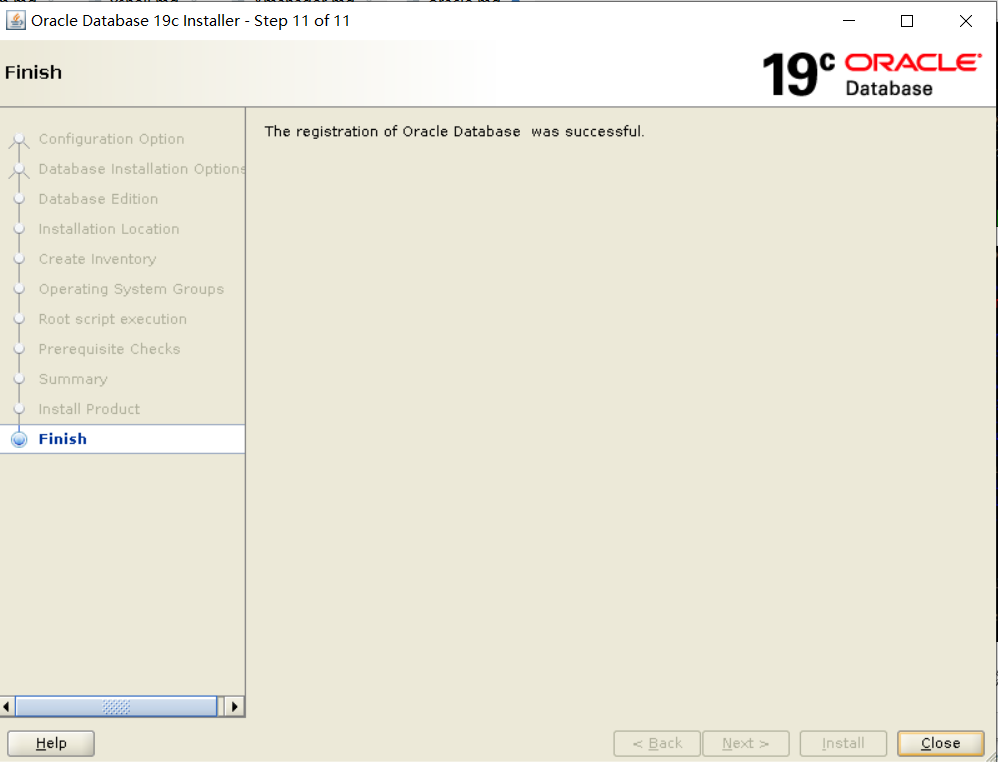 Oracle Database 19c Installer - Step 11 of 11
Finish
19c ORACLE
Database
Configuration Option
Database Installation Options
Database Edition
Installation Location
Create Inventory
Operating System Groups
Root script execution
Prerequisite Checks
Summary
Install Product
Finish
The registration of Oracle Database  was successful.
Help
< Back
Next >
Install
Close